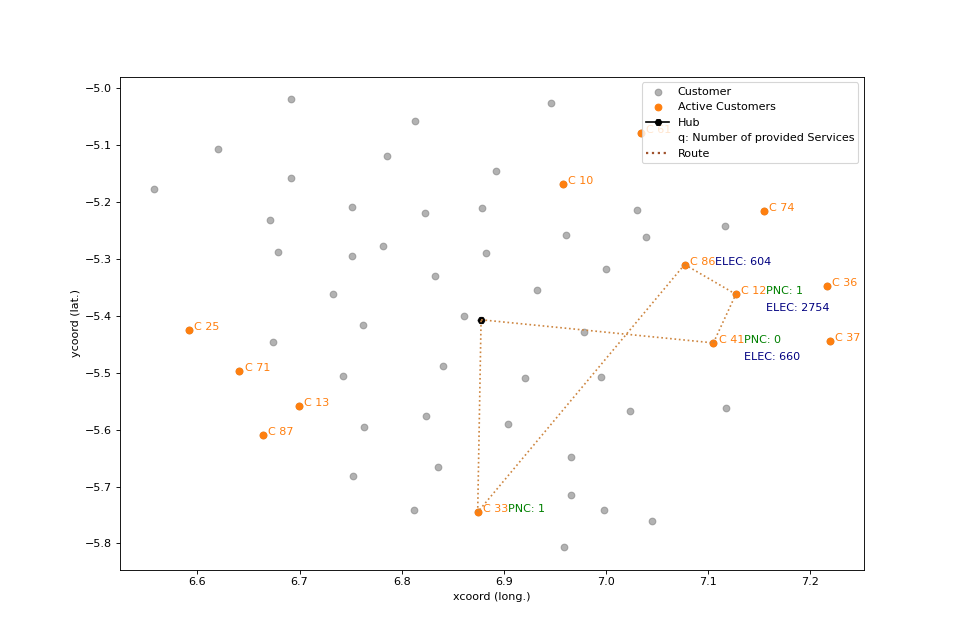 Customer
Active Customers
Hub
q: Number of provided Services
Route
C 61
C 10
C 74
C 86 ELEC: 604
C 12 PNC: 1
ELEC: 2754
C 36
C 41 PNC: 0
ELEC: 660
C 37
C 25
C 71
C 13
C 87
C 33 PNC: 1
−5.0
−5.1
−5.2
−5.3
−5.4
−5.5
−5.6
−5.7
−5.8
ycoord (lat.)
6.6 6.7 6.8 6.9 7.0 7.1 7.2
xcoord (long.)